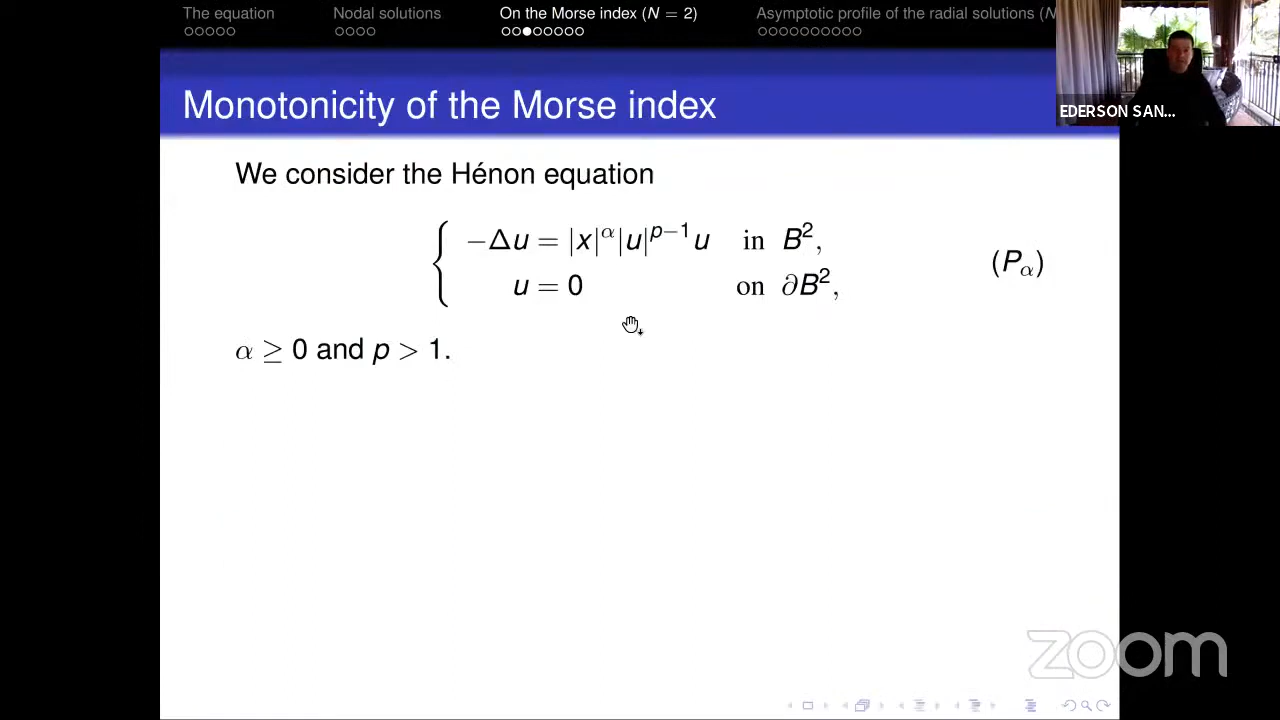 The equation Nodal solutions On the Morse index (N = 2) Asymptotic profile of the radial solutions (N
Monotonicity of the Morse index
EDERSON SAN...
We consider the Hénon equation
−Δu = |x|^α|u|^{p−1}u in B²,
u = 0 on ∂B²,
(P_α)
α ≥ 0 and p > 1.
zoom